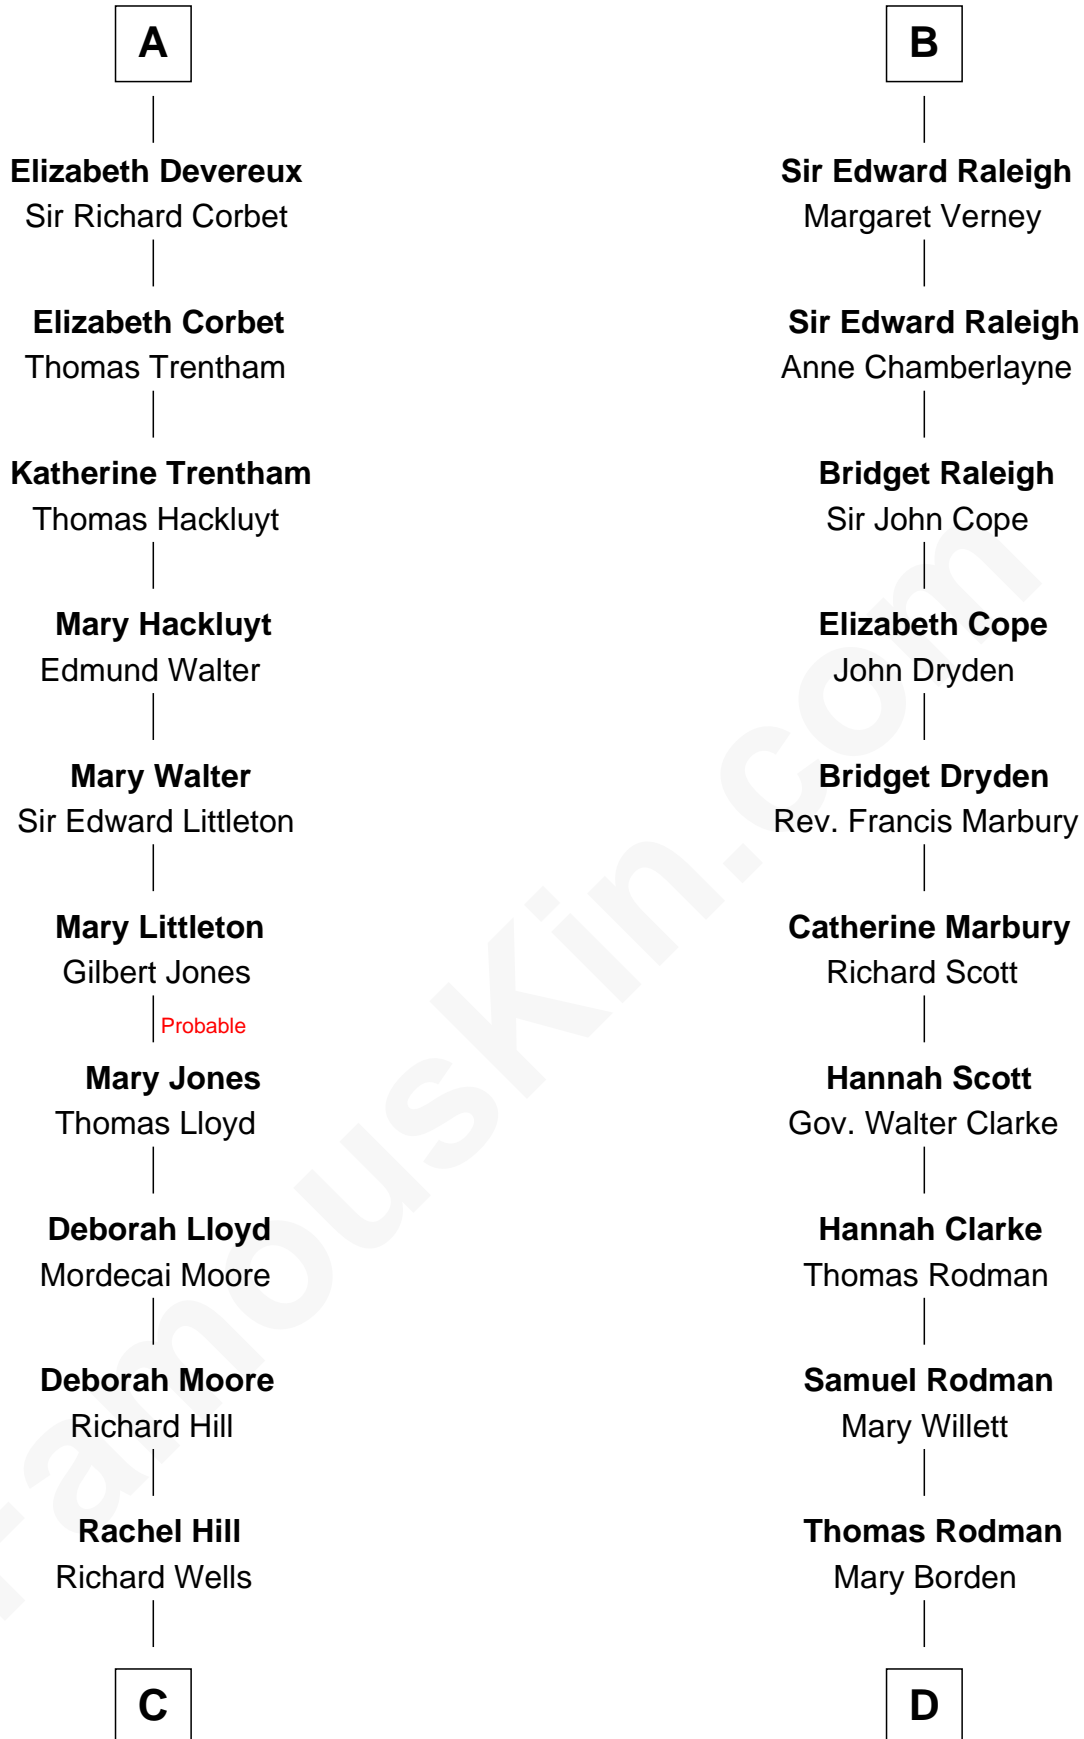 A
Elizabeth Devereux
Sir Richard Corbet
Elizabeth Corbet
Thomas Trentham
Katherine Trentham
Thomas Hackluyt
Mary Hackluyt
Edmund Walter
Mary Walter
Sir Edward Littleton
Mary Littleton
Gilbert Jones
Probable
Mary Jones
Thomas Lloyd
Deborah Lloyd
Mordecai Moore
Deborah Moore
Richard Hill
Rachel Hill
Richard Wells
C
B
Sir Edward Raleigh
Margaret Verney
Sir Edward Raleigh
Anne Chamberlayne
Bridget Raleigh
Sir John Cope
Elizabeth Cope
John Dryden
Bridget Dryden
Rev. Francis Marbury
Catherine Marbury
Richard Scott
Hannah Scott
Gov. Walter Clarke
Hannah Clarke
Thomas Rodman
Samuel Rodman
Mary Willett
Thomas Rodman
Mary Borden
D
FamousKin.com